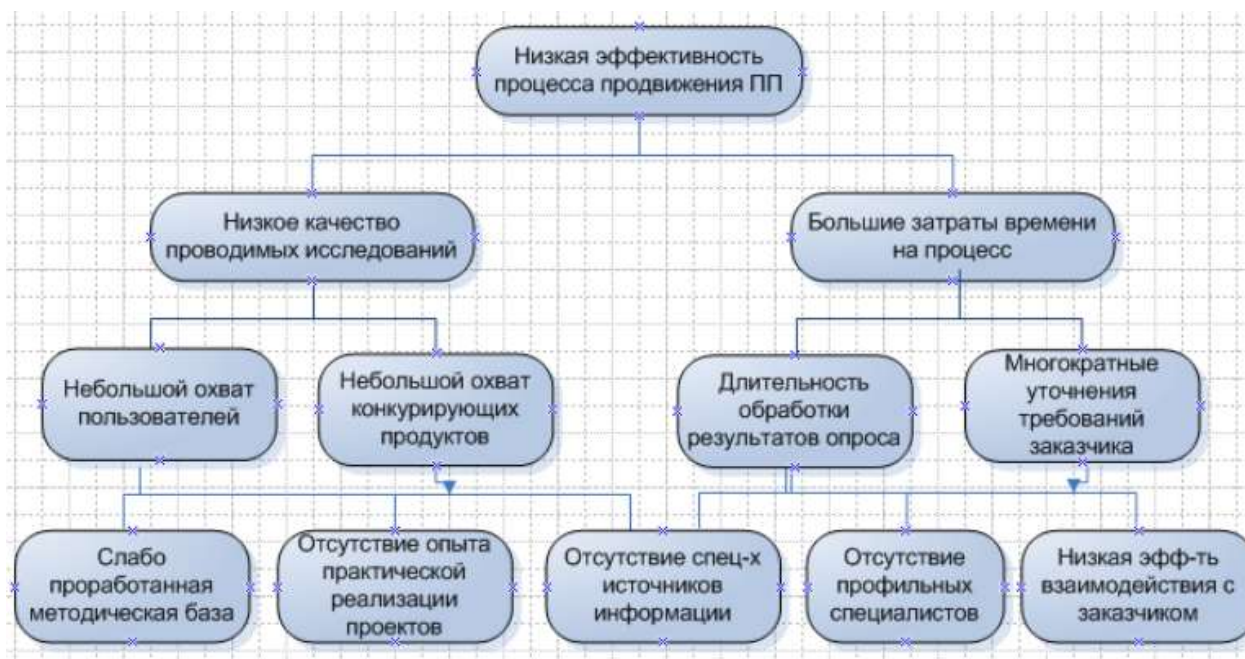 Низкая эффективность
процесса продвижения ПП
Низкое качество
проводимых исследований
Большие затраты времени
на процесс
Небольшой охват
пользователей
Небольшой охват
конкурирующих
продуктов
Длительность
обработки
результатов опроса
Многократные
уточнения
требований
заказчика
Слабо
проработанная
методическая база
Отсутствие опыта
практической
реализации
проектов
Отсутствие спец-х
источников
информации
Отсутствие
профильных
специалистов
Низкая эфф-ть
взаимодействия с
заказчиком